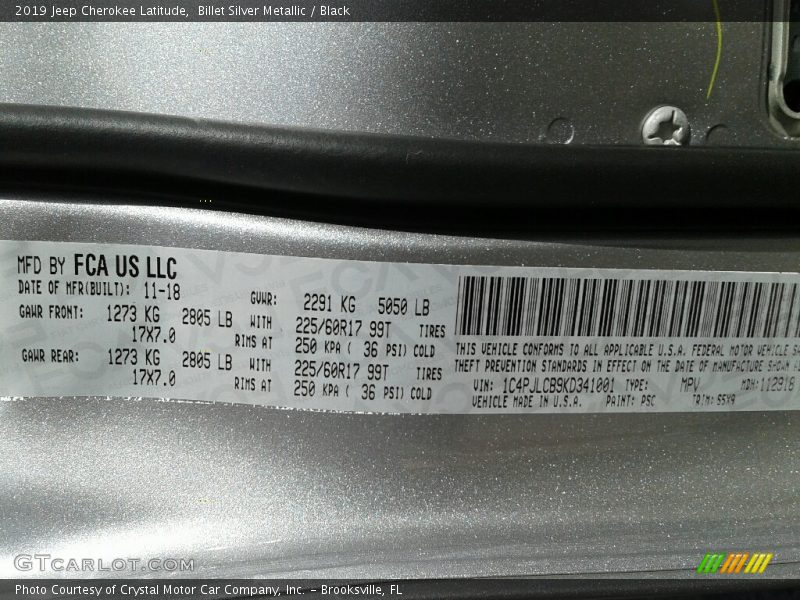 2019 Jeep Cherokee Latitude, Billet Silver Metallic / Black
MFD BY FCA US LLC
DATE OF MFR(BUILT): 11-18
GVWR: 2291 KG 5050 LB
GAWR FRONT: 1273 KG 2805 LB WITH 225/60R17 99T TIRES
17X7.0 RIMS AT 250 KPA ( 36 PSI) COLD
GAWR REAR: 1273 KG 2805 LB WITH 225/60R17 99T TIRES
17X7.0 RIMS AT 250 KPA ( 36 PSI) COLD
THIS VEHICLE CONFORMS TO ALL APPLICABLE U.S.A. FEDERAL MOTOR VEHICLE
THEFT PREVENTION STANDARDS IN EFFECT ON THE DATE OF MANUFACTURE SHOWN
VIN: 1C4PJLCB9KD341001 TYPE: MPV MDH:112918
VEHICLE MADE IN U.S.A. PAINT: PSC TRIM: S5X9
GTCARLOT.COM
Photo Courtesy of Crystal Motor Car Company, Inc. – Brooksville, FL